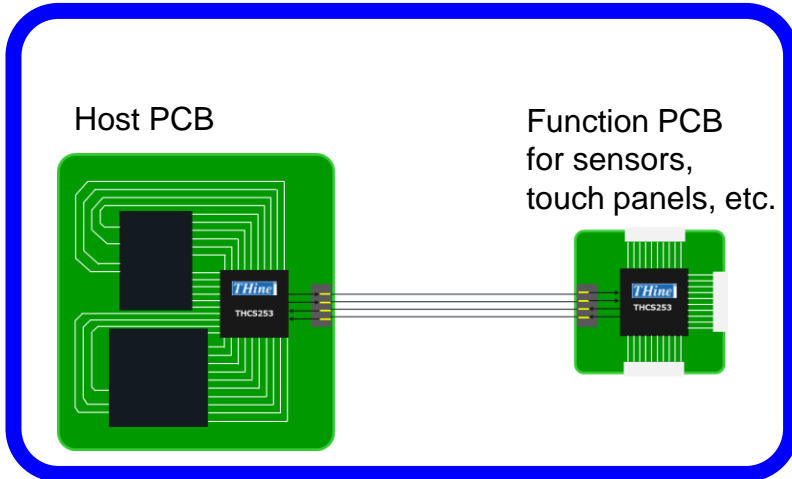 Host PCB
Function PCB
for sensors,
touch panels, etc.
THine
THCS253
THine
THCS253